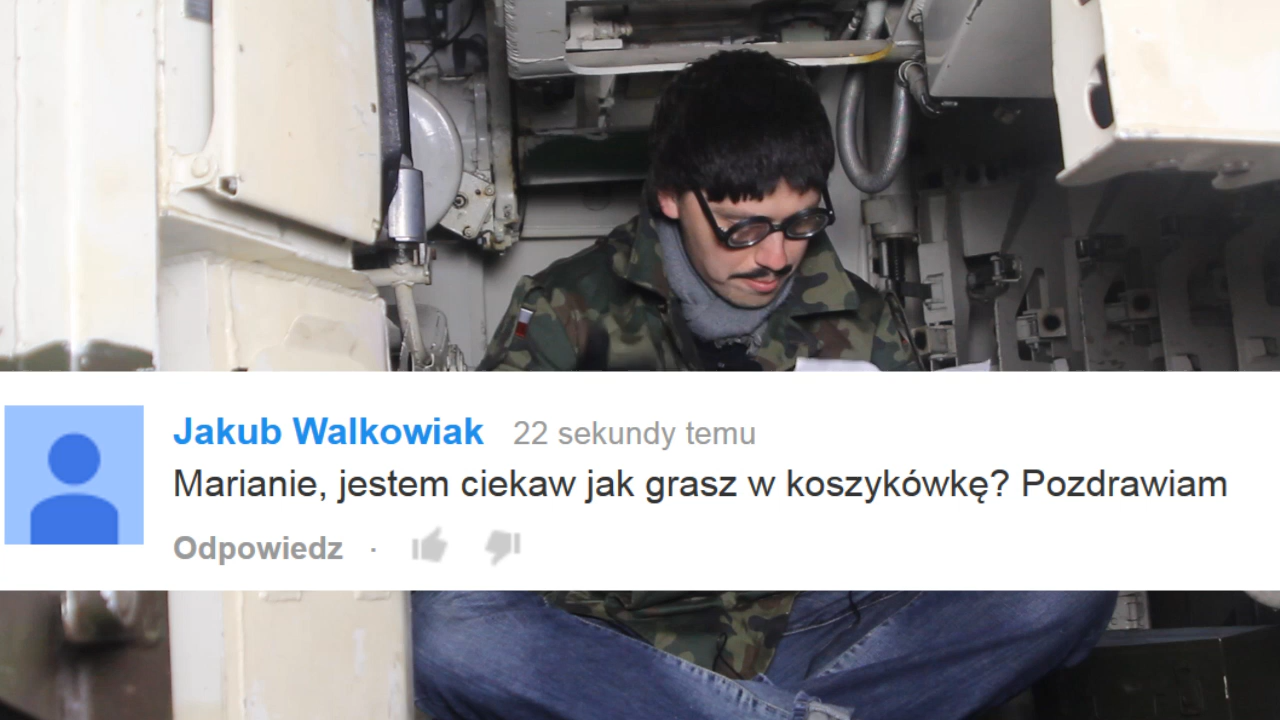 Jakub Walkowiak 22 sekundy temu
Marianie, jestem ciekaw jak grasz w koszykówkę? Pozdrawiam
Odpowiedz ·